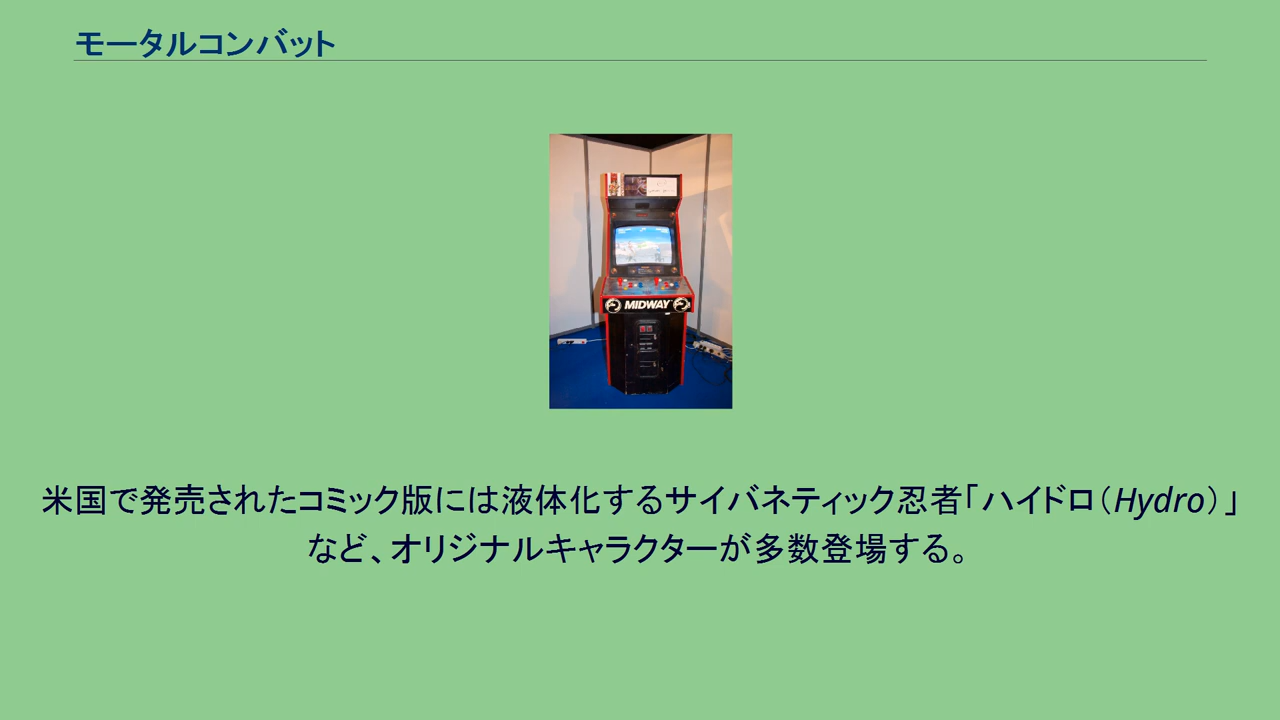 モータルコンバット
MIDWAY
米国で発売されたコミック版には液体化するサイバネティック忍者「ハイドロ（Hydro）」
など、オリジナルキャラクターが多数登場する。